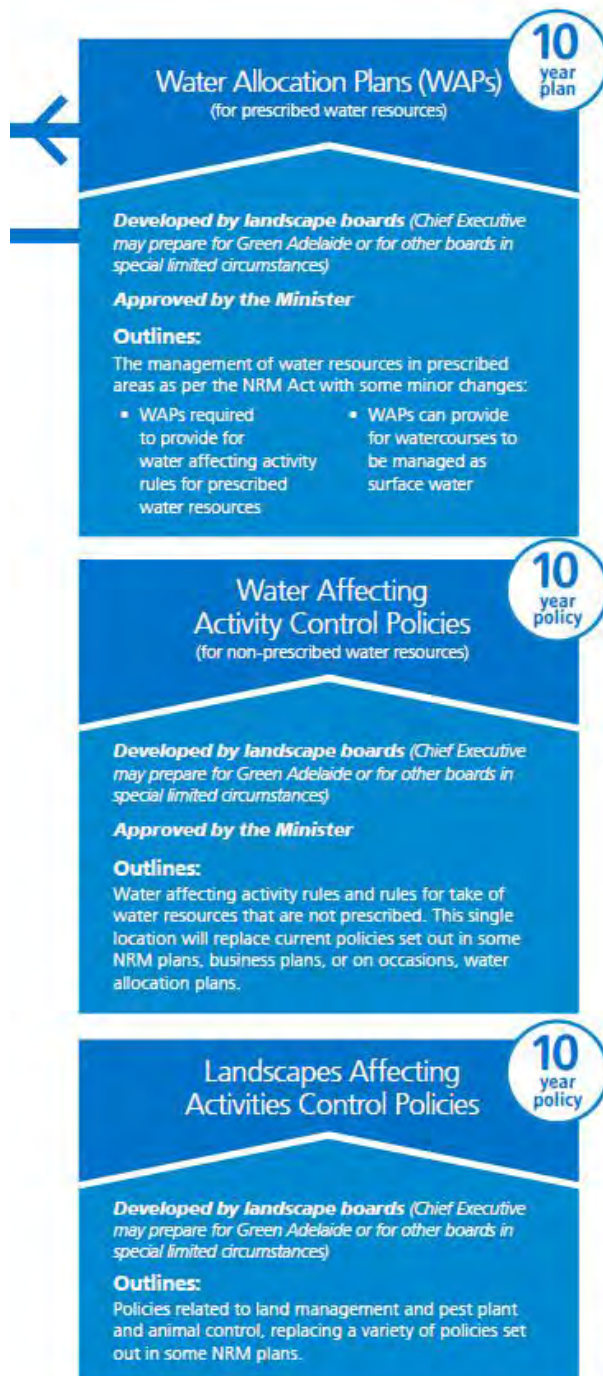 10
year
plan
Water Allocation Plans (WAPs)
(for prescribed water resources)
Developed by landscape boards (Chief Executive
may prepare for Green Adelaide or for other boards in
special limited circumstances)
Approved by the Minister
Outlines:
The management of water resources in prescribed
areas as per the NRM Act with some minor changes:
▪ WAPs required
to provide for
water affecting activity
rules for prescribed
water resources
▪ WAPs can provide
for watercourses to
be managed as
surface water
10
year
policy
Water Affecting
Activity Control Policies
(for non-prescribed water resources)
Developed by landscape boards (Chief Executive
may prepare for Green Adelaide or for other boards in
special limited circumstances)
Approved by the Minister
Outlines:
Water affecting activity rules and rules for take of
water resources that are not prescribed. This single
location will replace current policies set out in some
NRM plans, business plans, or on occasions, water
allocation plans.
10
year
policy
Landscapes Affecting
Activities Control Policies
Developed by landscape boards (Chief Executive
may prepare for Green Adelaide or for other boards in
special limited circumstances)
Outlines:
Policies related to land management and pest plant
and animal control, replacing a variety of policies set
out in some NRM plans.